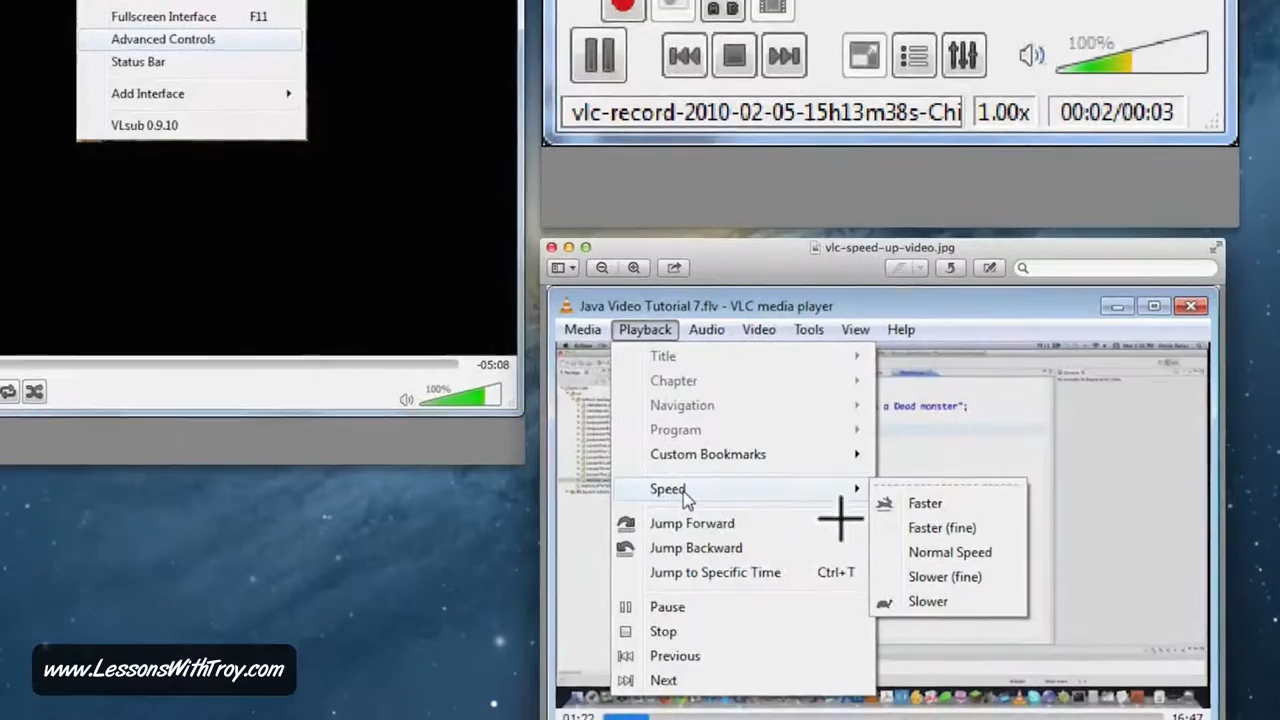 Fullscreen Interface F11
Advanced Controls
Status Bar
Add Interface
VLsub 0.9.10
-05:08
100%
A B
100%
vlc-record-2010-02-05-15h13m38s-Chi
1.00x
00:02/00:03
vlc-speed-up-video.jpg
Java Video Tutorial 7.flv - VLC media player
Media Playback Audio Video Tools View Help
Title
Chapter
Navigation
Program
Custom Bookmarks
Speed
Jump Forward
Jump Backward
Jump to Specific Time Ctrl+T
Pause
Stop
Previous
Next
Faster
Faster (fine)
Normal Speed
Slower (fine)
Slower
a Dead monster";
01:22
16:47
www.LessonsWithTroy.com